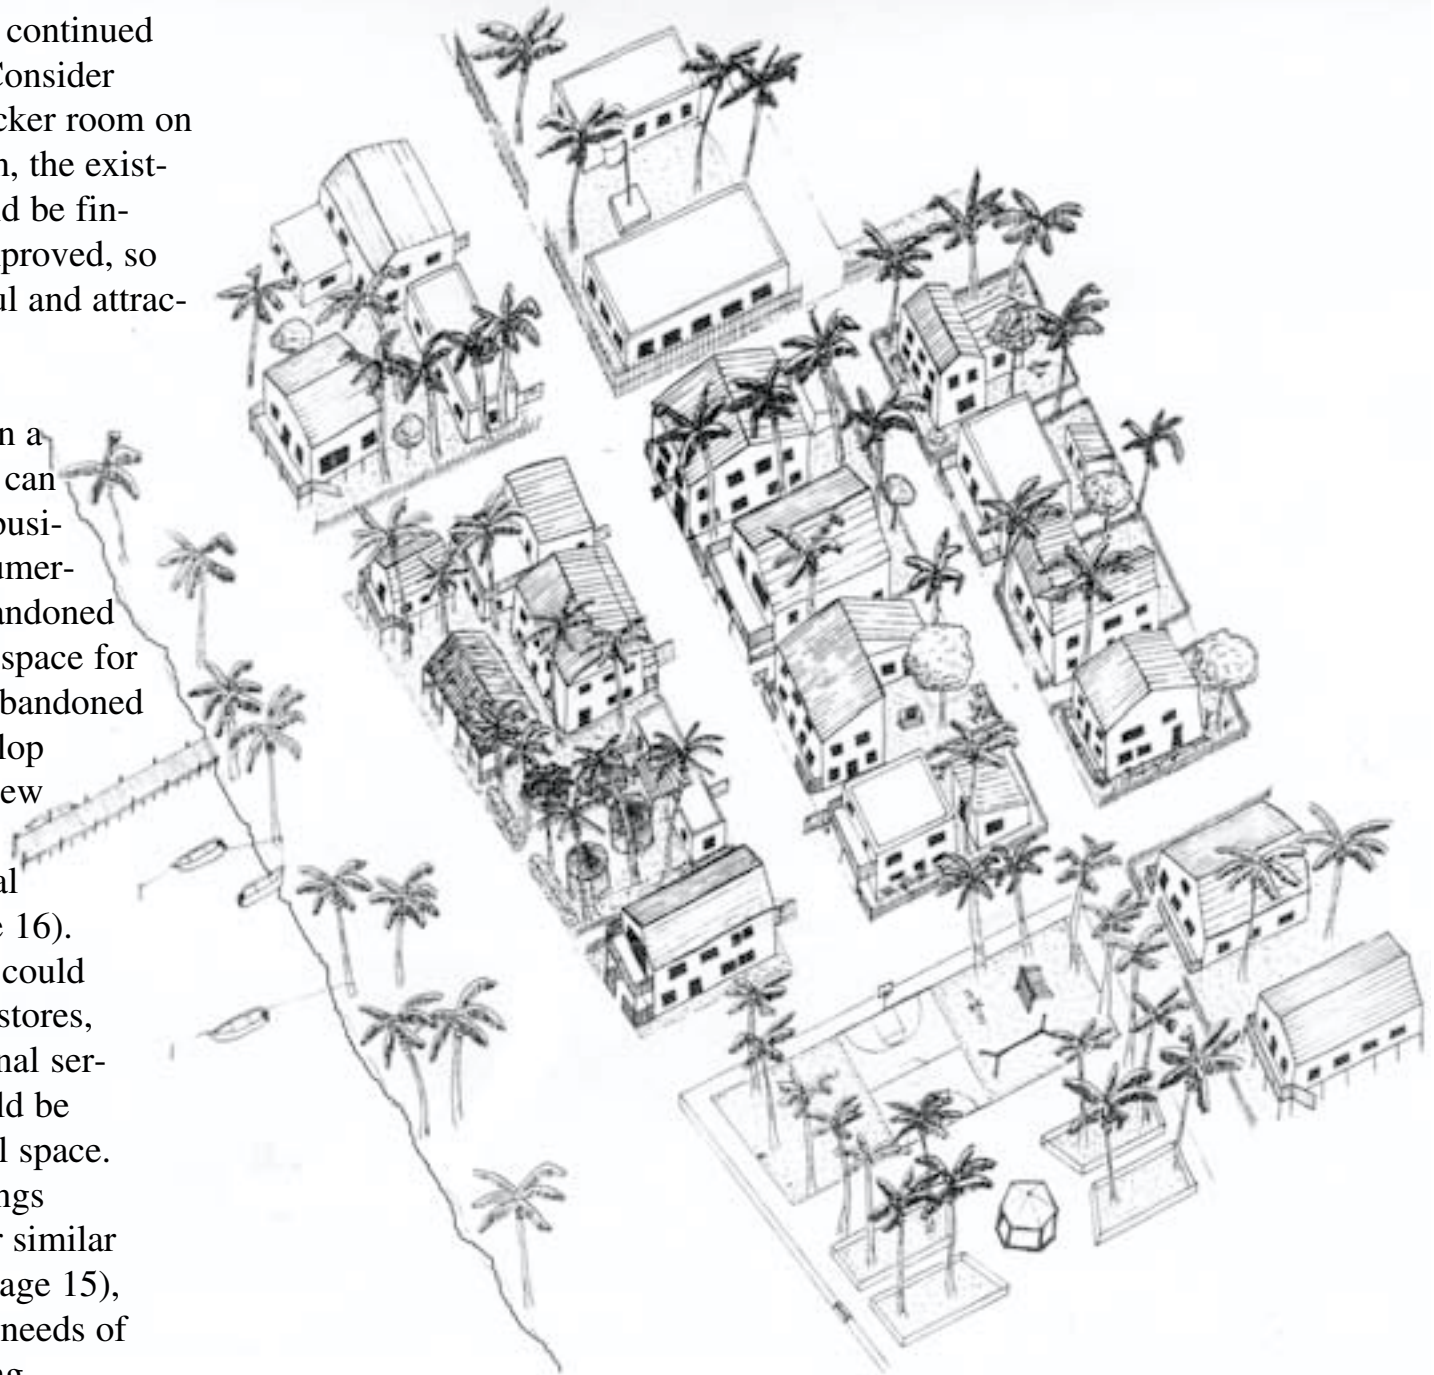 continued
Consider
cker room on
n, the exist-
d be fin-
proved, so
ul and attrac-
n a
can
busi-
umer-
andoned
space for
bandoned
lop
ew
al
e 16).
could
stores,
nal ser-
ld be
l space.
ngs
r similar
age 15),
needs of